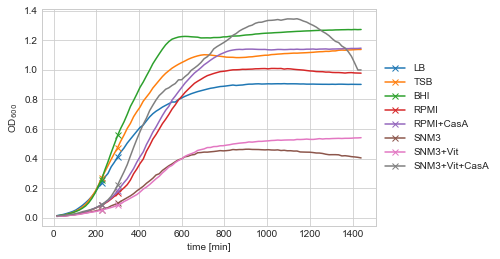 1.4
1.2
1.0
0.8
0.6
0.4
0.2
0.0
OD600
0 200 400 600 800 1000 1200 1400
time [min]
LB
TSB
BHI
RPMI
RPMI+CasA
SNM3
SNM3+Vit
SNM3+Vit+CasA